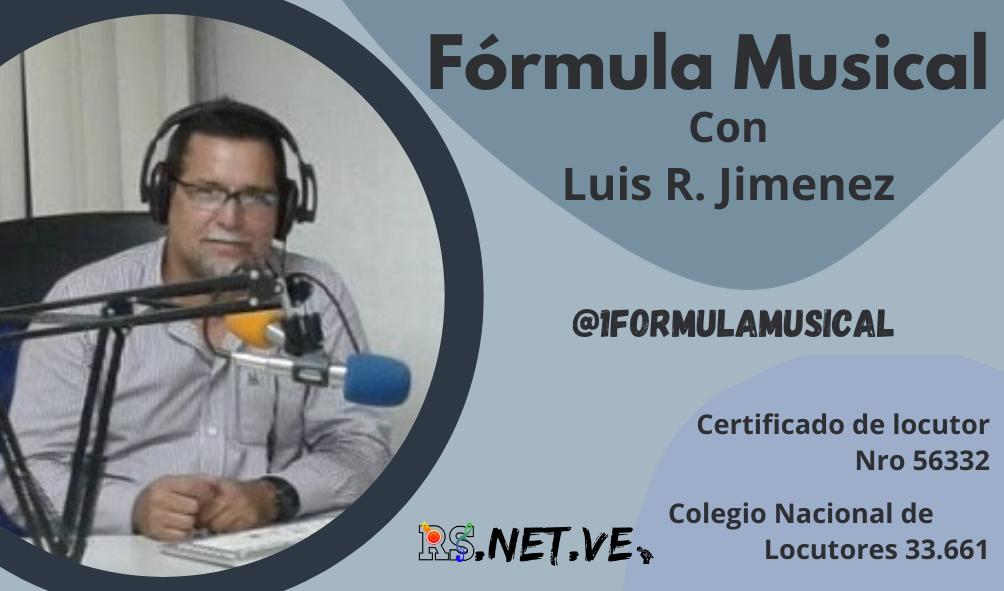 Fórmula Musical
Con
Luis R. Jimenez
@1FORMULAMUSICAL
Certificado de locutor
Nro 56332
Colegio Nacional de
Locutores 33.661
RS.NET.VE.